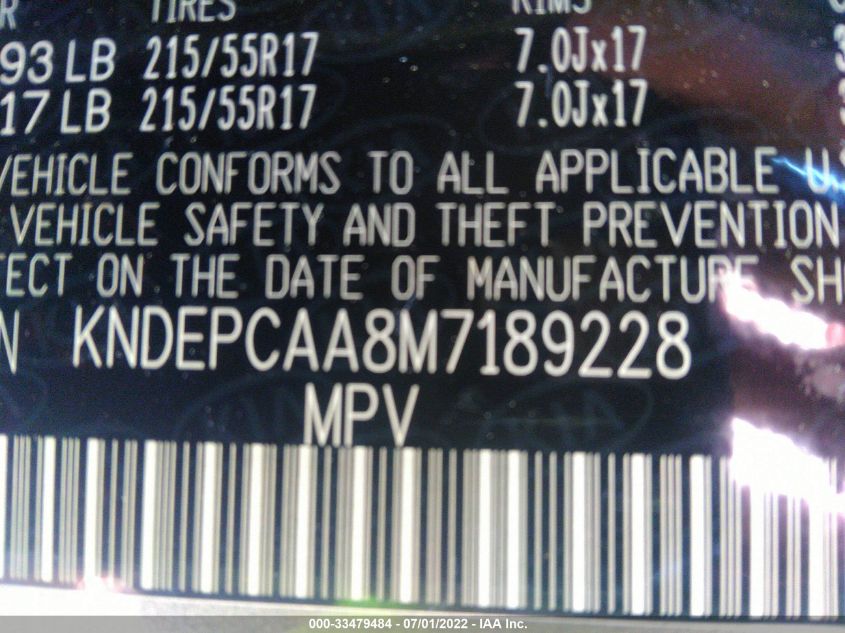 TIRES RIMS
93 LB 215/55R17 7.0Jx17
17 LB 215/55R17 7.0Jx17
VEHICLE CONFORMS TO ALL APPLICABLE U.S
VEHICLE SAFETY AND THEFT PREVENTION
TECT ON THE DATE OF MANUFACTURE SH
N KNDEPCAA8M7189228
MPV
000-33479484 - 07/01/2022 - IAA Inc.